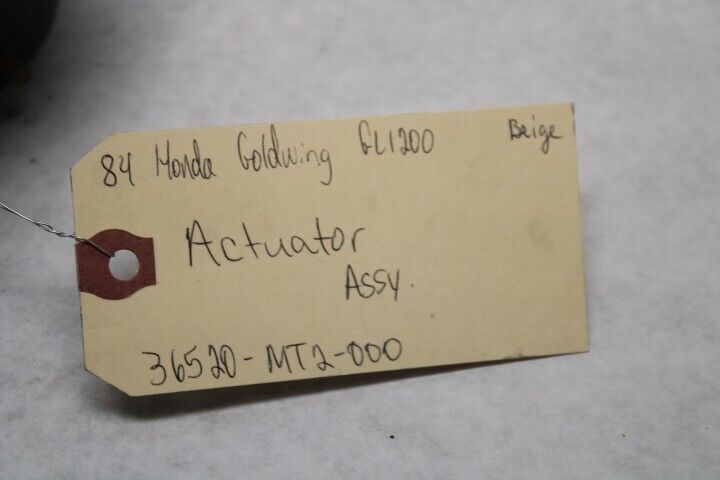 84 Honda Goldwing GL1200 Beige
Actuator
Assy.
36520-MT2-000